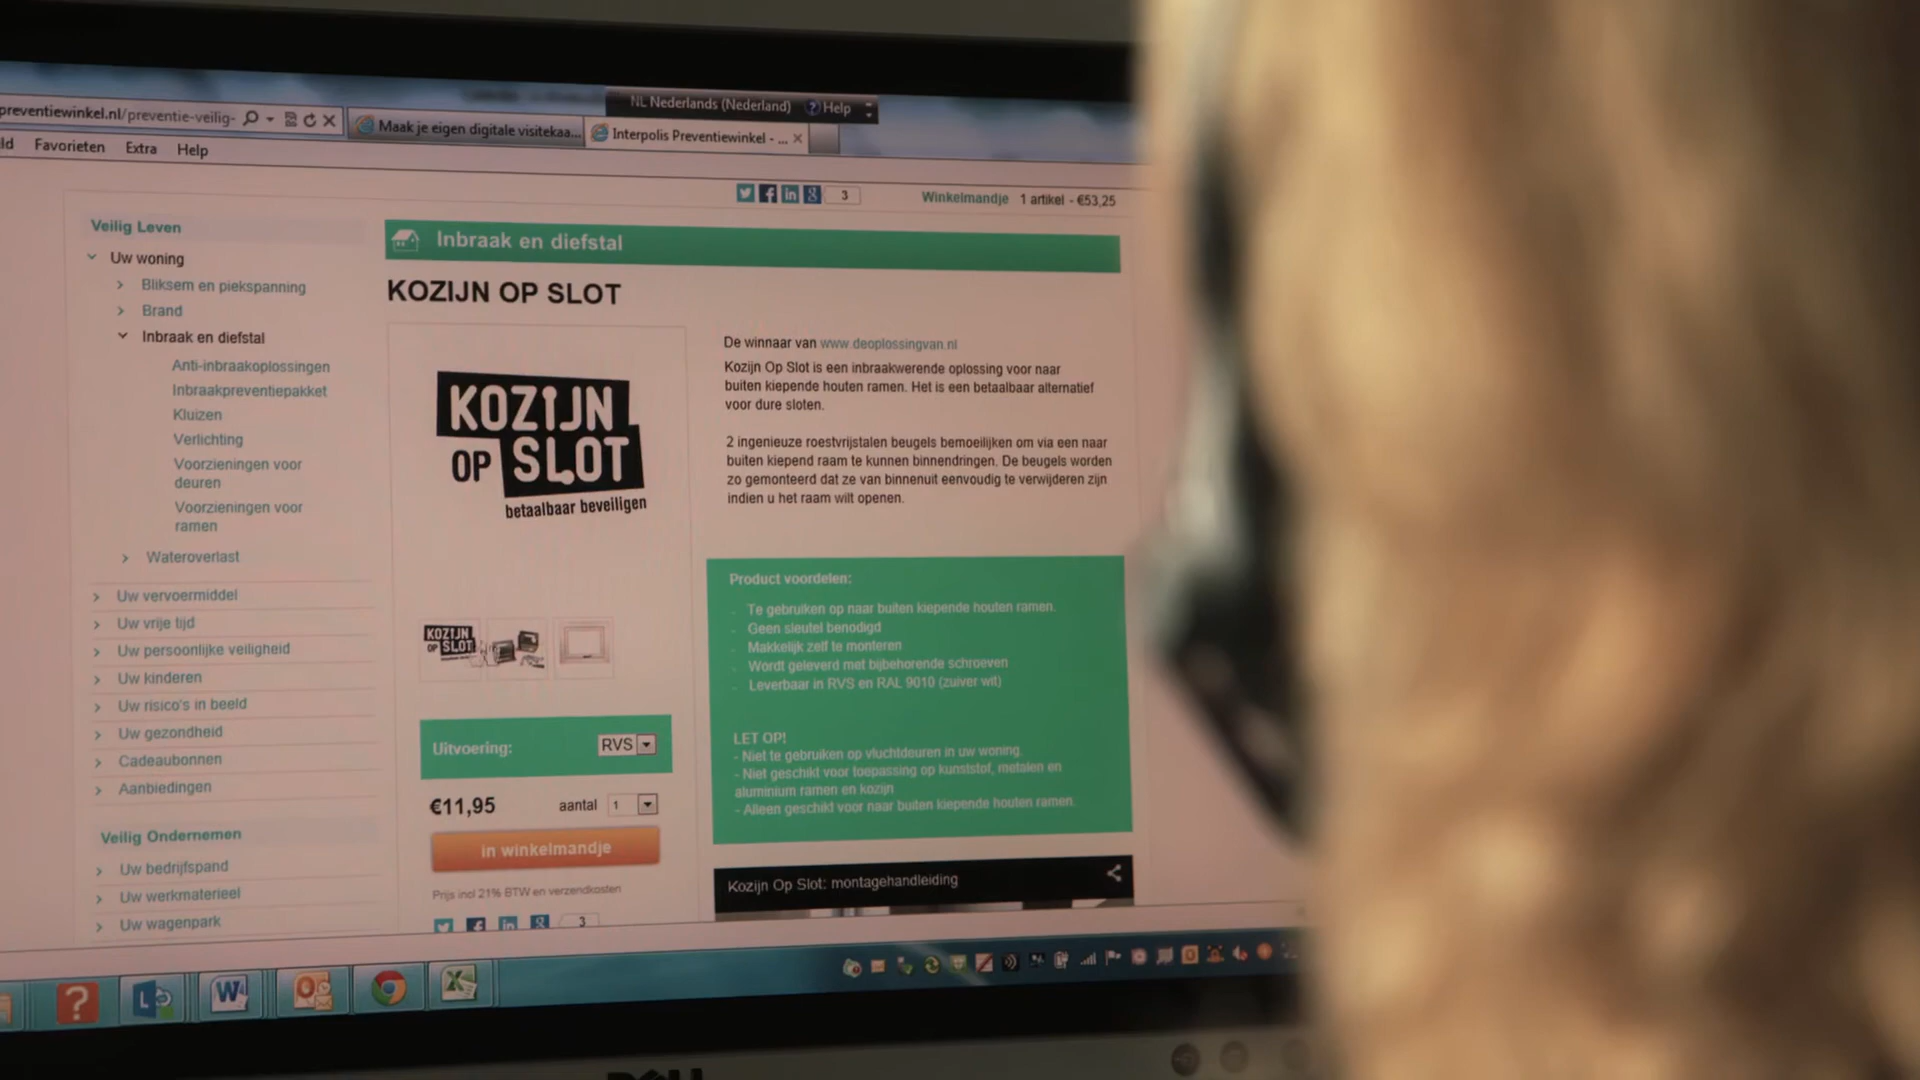 NL Nederlands (Nederland) Help
preventiewinkel.nl/preventie-veilig-
Maak je eigen digitale visitekaa...
Interpolis Preventiewinkel - ...
Favorieten Extra Help
3
Winkelmandje 1 artikel - €53,25
Veilig Leven
Uw woning
Bliksem en piekspanning
Brand
Inbraak en diefstal
Anti-inbraakoplossingen
Inbraakpreventiepakket
Kluizen
Verlichting
Voorzieningen voor
deuren
Voorzieningen voor
ramen
Wateroverlast
Uw vervoermiddel
Uw vrije tijd
Uw persoonlijke veiligheid
Uw kinderen
Uw risico's in beeld
Uw gezondheid
Cadeaubonnen
Aanbiedingen
Veilig Ondernemen
Uw bedrijfspand
Uw werkmaterieel
Uw wagenpark
Inbraak en diefstal
KOZIJN OP SLOT
KOZIJN
OP SLOT
betaalbaar beveiligen
KOZIJN
OP SLOT
Uitvoering: RVS
€11,95 aantal 1
in winkelmandje
Prijs incl 21% BTW en verzendkosten
3
De winnaar van www.deoplossingvan.nl
Kozijn Op Slot is een inbraakwerende oplossing voor naar
buiten kiepende houten ramen. Het is een betaalbaar alternatief
voor dure sloten.
2 ingenieuze roestvrijstalen beugels bemoeilijken om via een naar
buiten kiepend raam te kunnen binnendringen. De beugels worden
zo gemonteerd dat ze van binnenuit eenvoudig te verwijderen zijn
indien u het raam wilt openen.
Product voordelen:
- Te gebruiken op naar buiten kiepende houten ramen.
- Geen sleutel benodigd
- Makkelijk zelf te monteren
- Wordt geleverd met bijbehorende schroeven
- Leverbaar in RVS en RAL 9010 (zuiver wit)
LET OP!
- Niet te gebruiken op vluchtdeuren in uw woning.
- Niet geschikt voor toepassing op kunststof, metalen en
aluminium ramen en kozijn
- Alleen geschikt voor naar buiten kiepende houten ramen.
Kozijn Op Slot: montagehandleiding